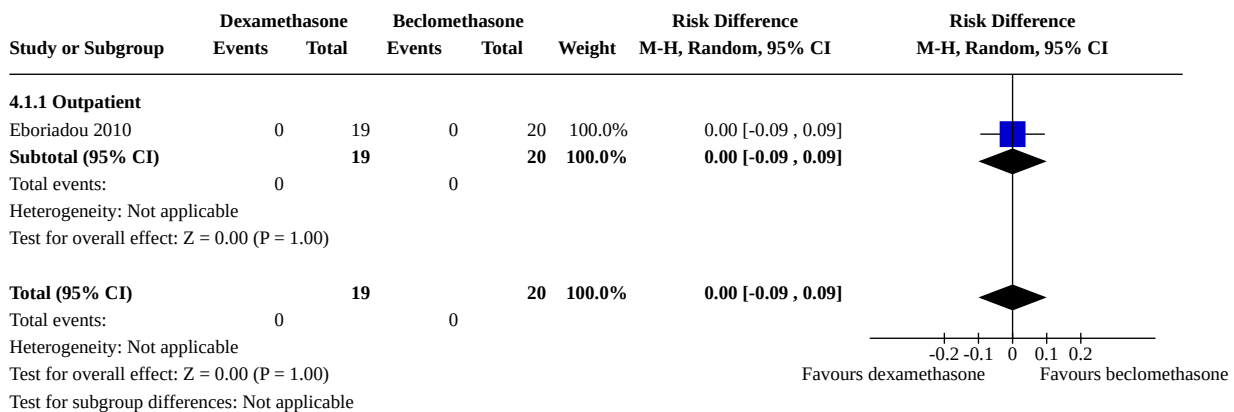 Dexamethasone Beclomethasone Risk Difference Risk Difference
Study or Subgroup Events Total Events Total Weight M-H, Random, 95% CI M-H, Random, 95% CI
4.1.1 Outpatient
Eboriadou 2010 0 19 0 20 100.0% 0.00 [-0.09 , 0.09]
Subtotal (95% CI) 19 20 100.0% 0.00 [-0.09 , 0.09]
Total events: 0 0
Heterogeneity: Not applicable
Test for overall effect: Z = 0.00 (P = 1.00)
Total (95% CI) 19 20 100.0% 0.00 [-0.09 , 0.09]
Total events: 0 0
Heterogeneity: Not applicable
-0.2 -0.1 0 0.1 0.2
Test for overall effect: Z = 0.00 (P = 1.00) Favours dexamethasone Favours beclomethasone
Test for subgroup differences: Not applicable